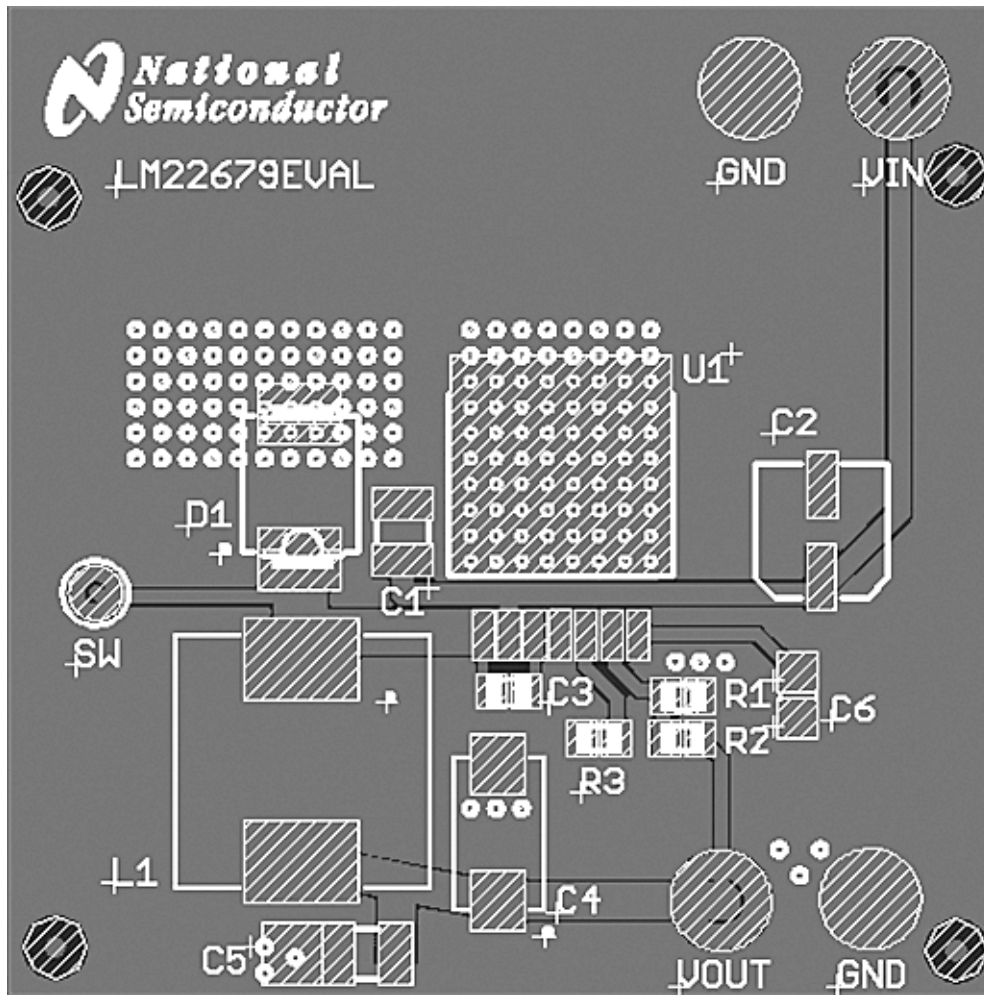 National
Semiconductor
LM22679EVAL
GND
VIN
U1
C2
D1
C1
SW
C3
R1
C6
R2
R3
L1
C4
C5
VOUT
GND